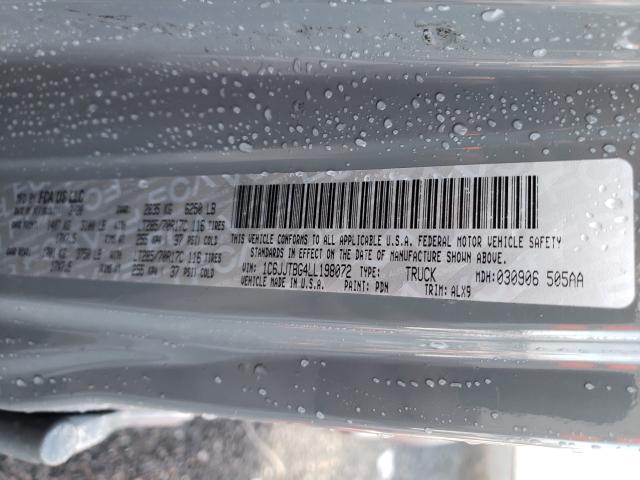 MFD BY FCA US LLC
2835 KG 6250 LB
LT285/70R17C 116 TIRES
255 KPA / 37 PSI COLD
LT285/70R17C 116 TIRES
255 KPA / 37 PSI COLD
THIS VEHICLE CONFORMS TO ALL APPLICABLE U.S.A. FEDERAL MOTOR VEHICLE SAFETY
STANDARDS IN EFFECT ON THE DATE OF MANUFACTURE SHOWN ABOVE.
VIN: 1C6JJTBG4LL198072 TYPE: TRUCK MDH: 030906 505AA
VEHICLE MADE IN U.S.A. PAINT: PDN TRIM: ALX9